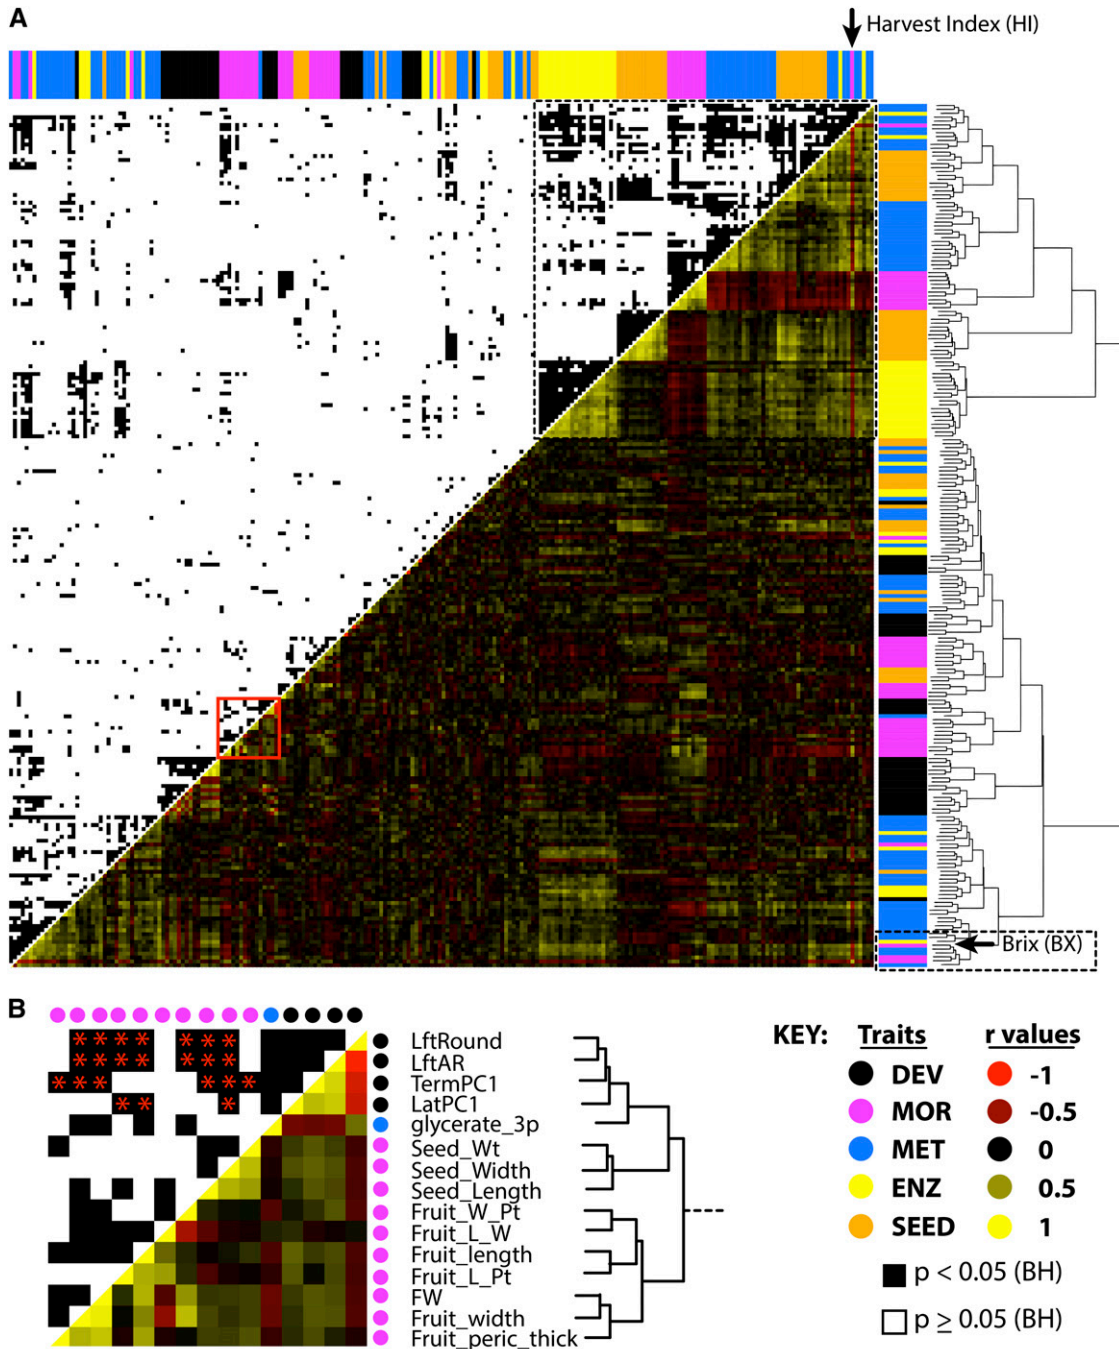 A
Harvest Index (HI)
Brix (BX)
B
LftRound
LftAR
TermPC1
LatPC1
glycerate_3p
Seed_Wt
Seed_Width
Seed_Length
Fruit_W_Pt
Fruit_L_W
Fruit_length
Fruit_L_Pt
FW
Fruit_width
Fruit_peric_thick
KEY: Traits r values
DEV -1
MOR -0.5
MET 0
ENZ 0.5
SEED 1
p < 0.05 (BH)
p ≥ 0.05 (BH)